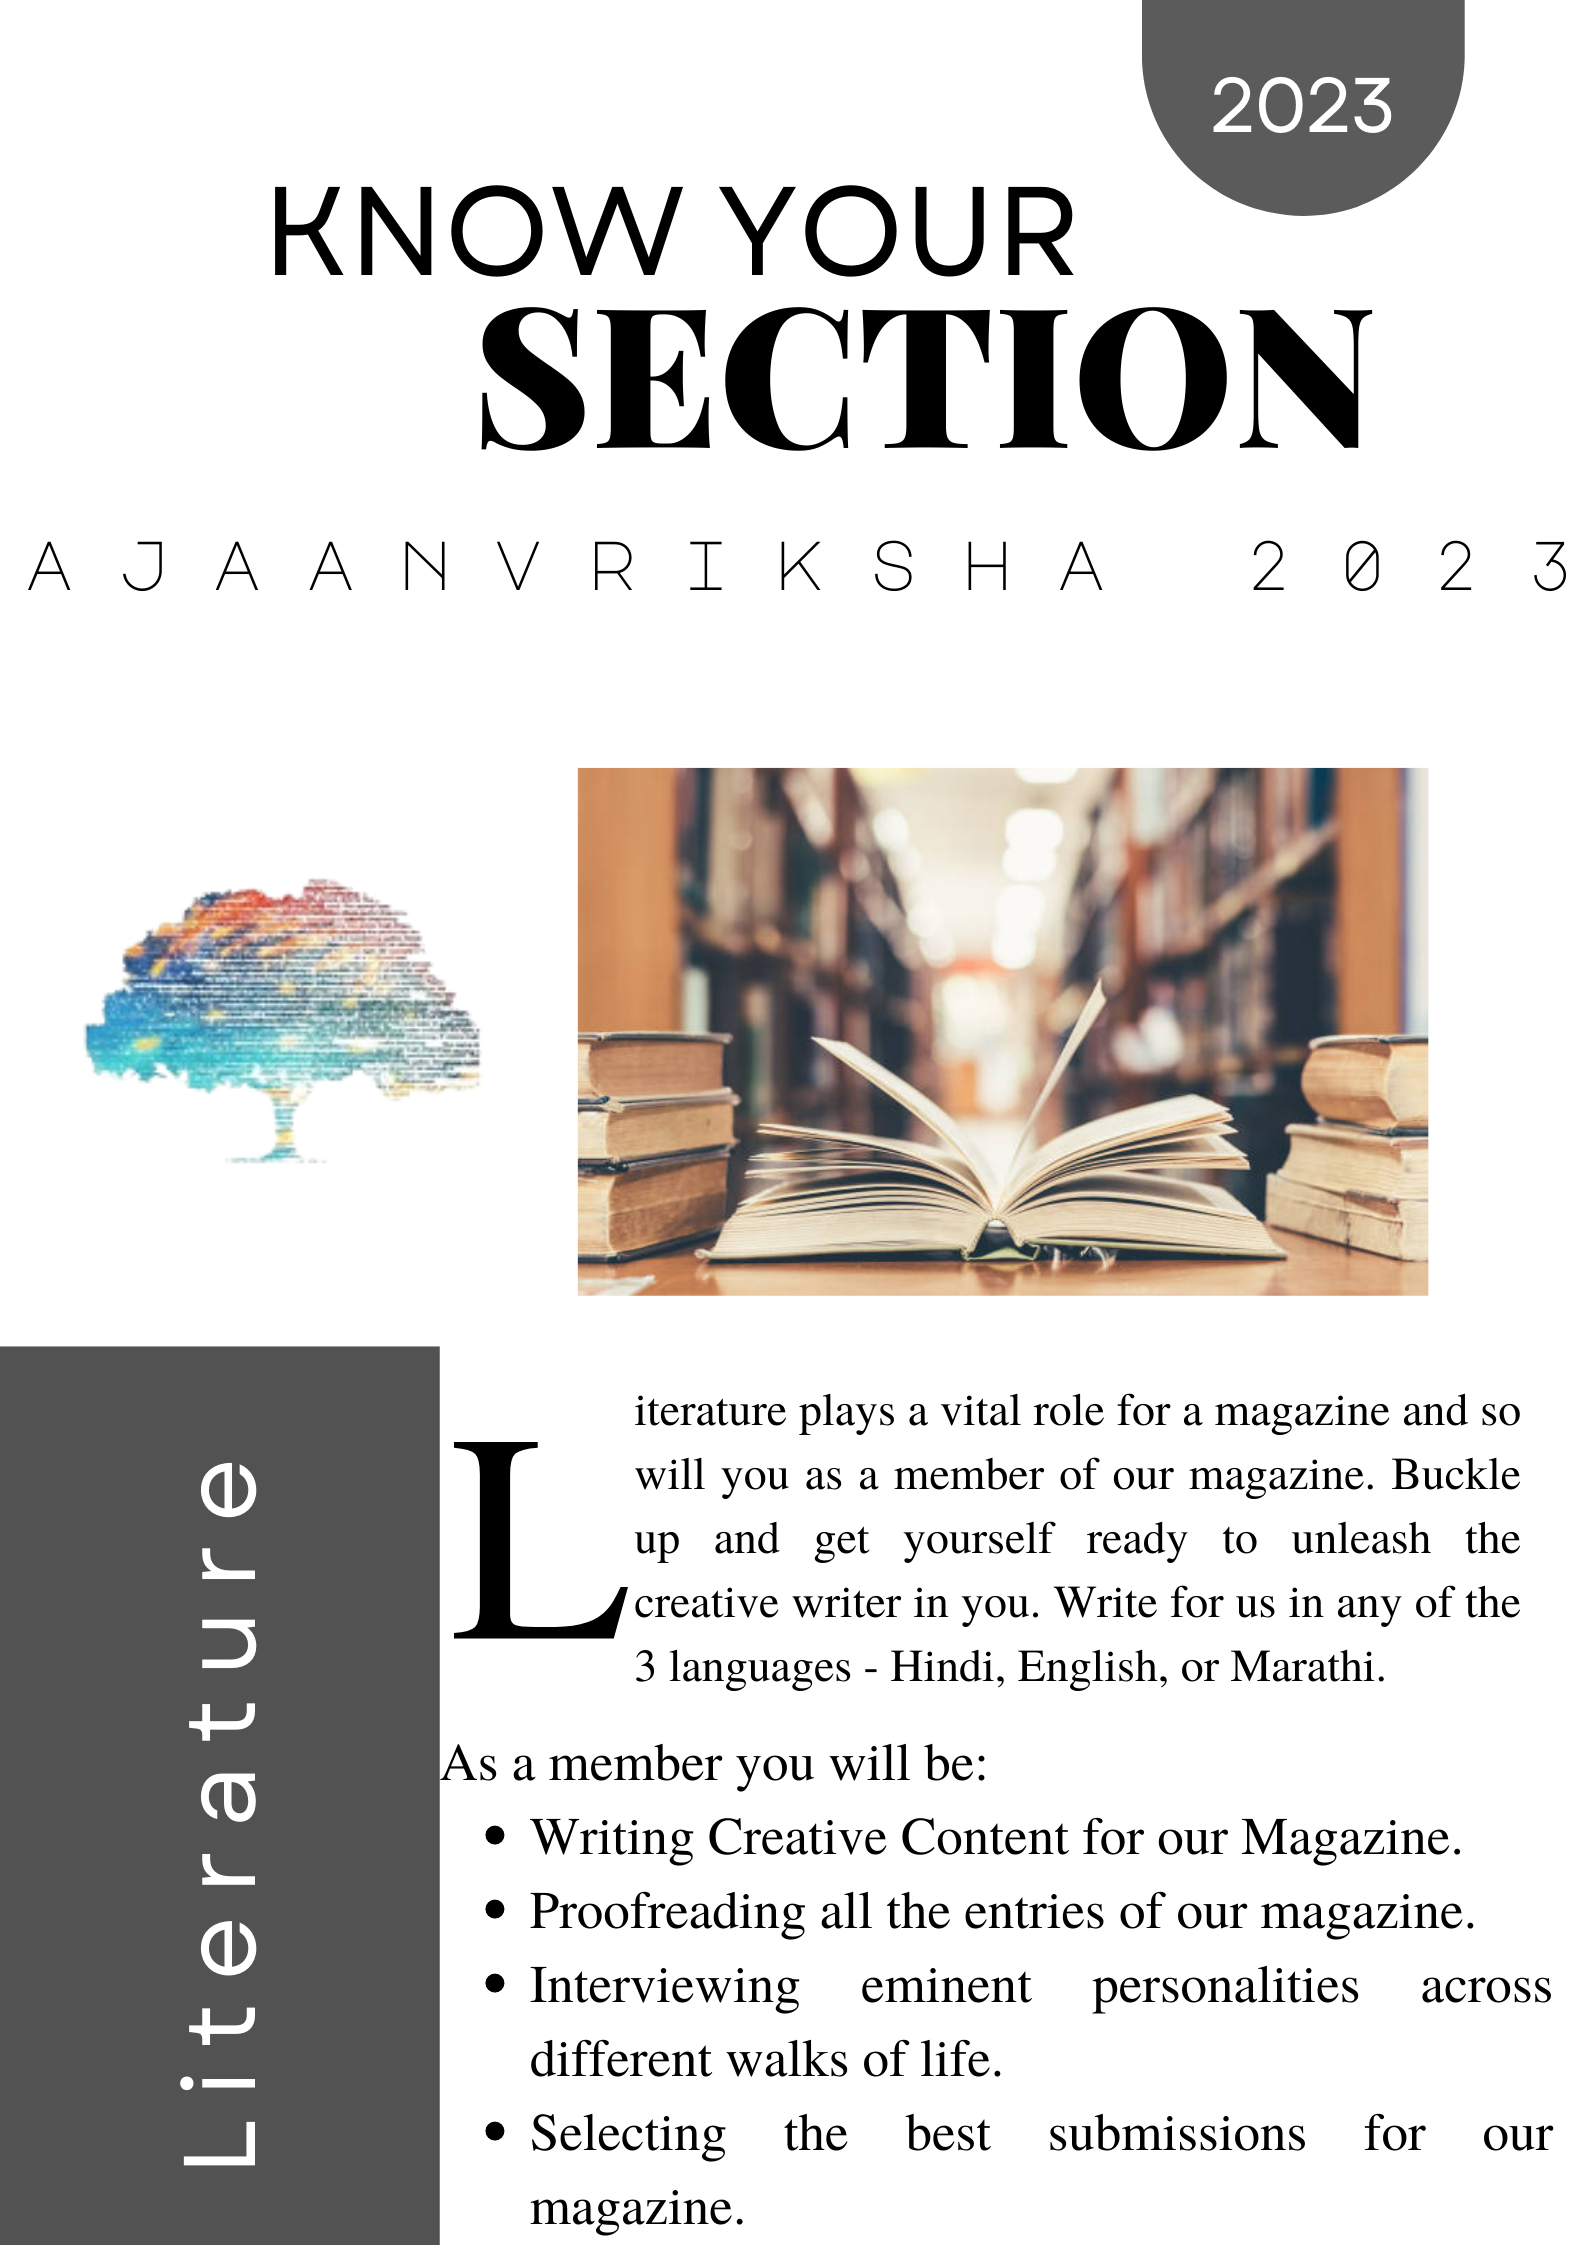 2023
KNOW YOUR
SECTION
AJAANVRIKSHA 2023
Literature
Literature plays a vital role for a magazine and so
will you as a member of our magazine. Buckle
up and get yourself ready to unleash the
creative writer in you. Write for us in any of the
3 languages - Hindi, English, or Marathi.
As a member you will be:
• Writing Creative Content for our Magazine.
• Proofreading all the entries of our magazine.
• Interviewing eminent personalities across
different walks of life.
• Selecting the best submissions for our
magazine.